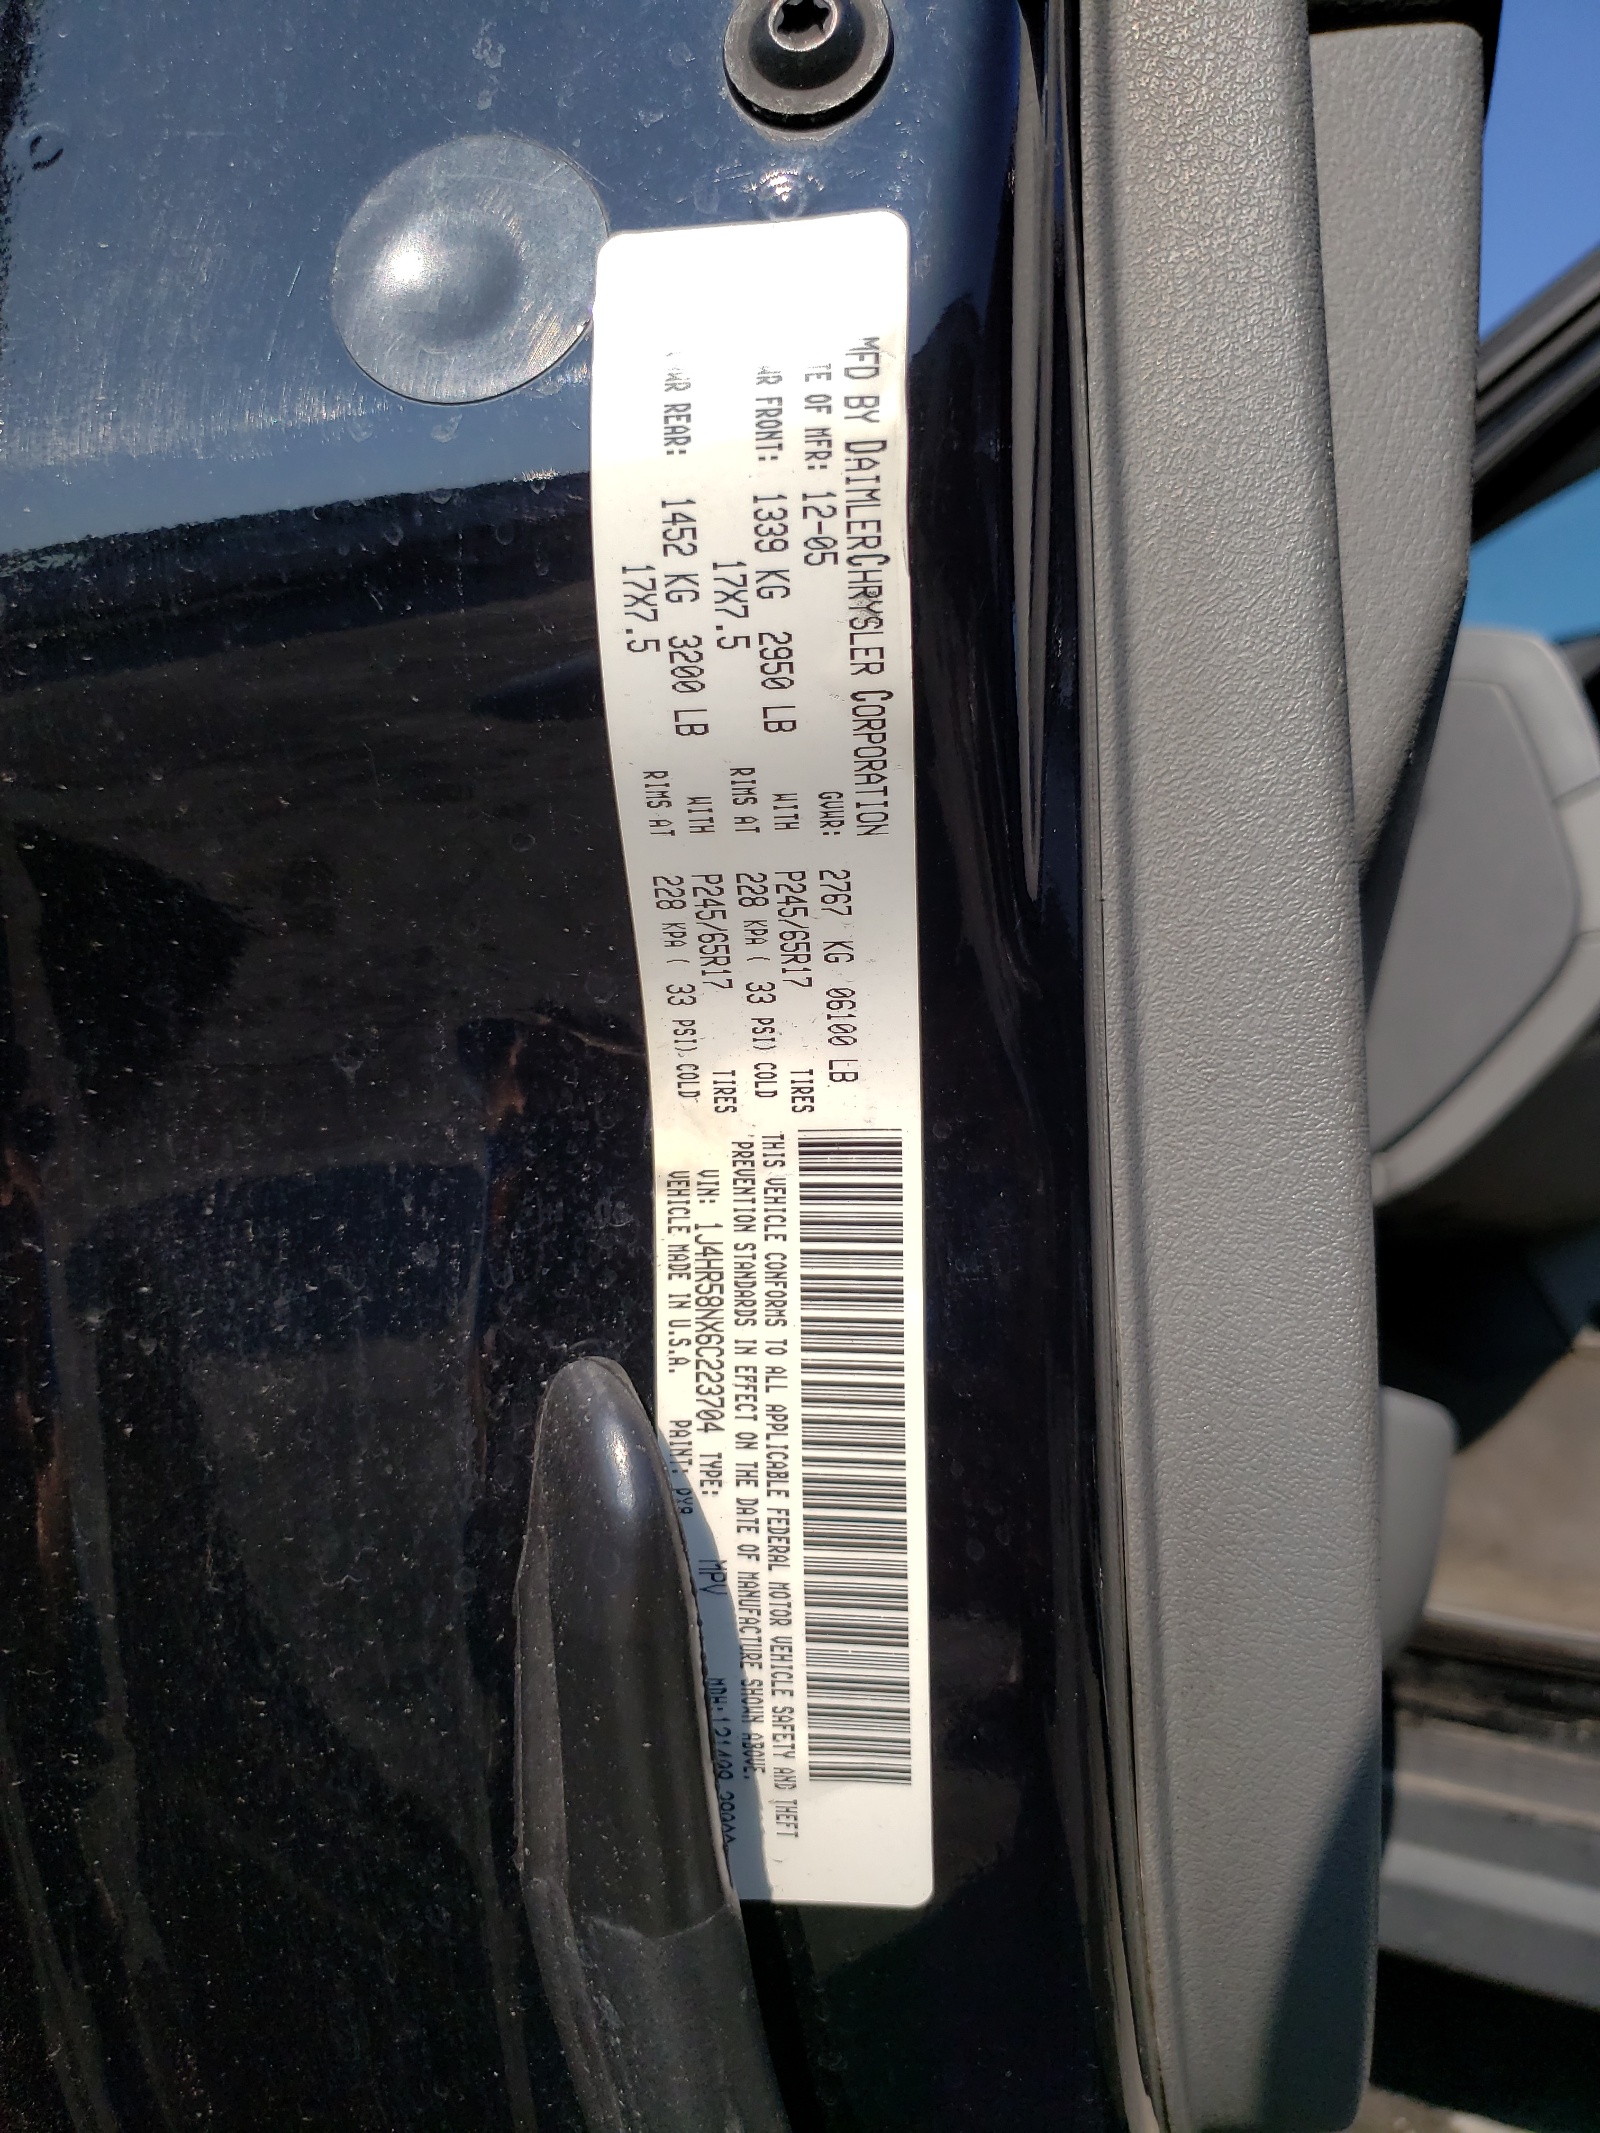 MFD BY DAIMLERCHRYSLER CORPORATION
TE OF MFR: 12-05 GVWR: 2767 KG 06100 LB
WR FRONT: 1339 KG 2950 LB WITH P245/65R17 TIRES
17X7.5 RIMS AT 228 KPA ( 33 PSI) COLD
WR REAR: 1452 KG 3200 LB WITH P245/65R17 TIRES
17X7.5 RIMS AT 228 KPA ( 33 PSI) COLD
THIS VEHICLE CONFORMS TO ALL APPLICABLE FEDERAL MOTOR VEHICLE SAFETY AND THEFT
PREVENTION STANDARDS IN EFFECT ON THE DATE OF MANUFACTURE SHOWN ABOVE.
VIN: 1J4HR58NX6C223704 TYPE: MPV MDH:
VEHICLE MADE IN U.S.A. PAINT: PX8